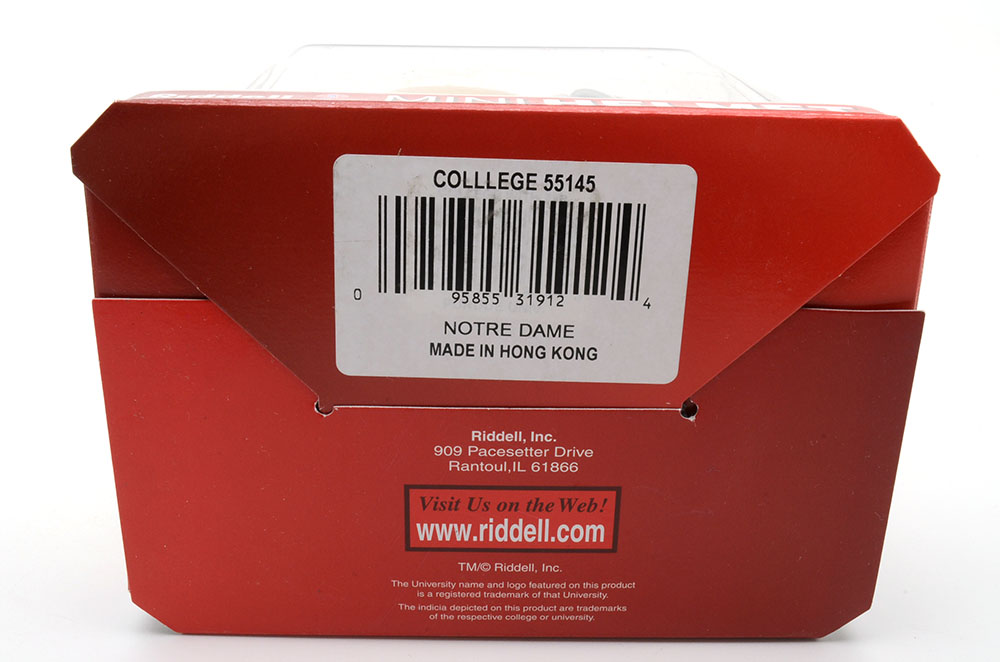 Riddell MINI HELMET
COLLLEGE 55145
0 95855 31912 4
NOTRE DAME
MADE IN HONG KONG
Riddell, Inc.
909 Pacesetter Drive
Rantoul,IL 61866
Visit Us on the Web!
www.riddell.com
TM/© Riddell, Inc.
The University name and logo featured on this product
is a registered trademark of that University.
The indicia depicted on this product are trademarks
of the respective college or university.